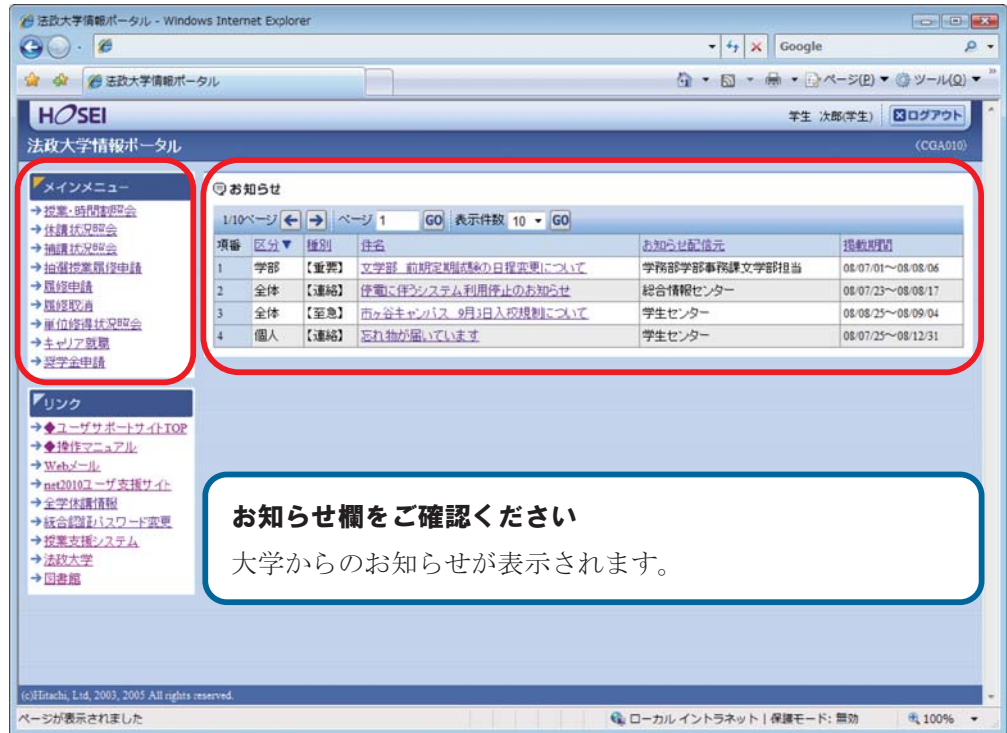 法政大学情報ポータル - Windows Internet Explorer
Google
法政大学情報ポータル
ページ(P) ツール(O)
HOSEI
学生 次郎(学生) ログアウト
法政大学情報ポータル
(CGA010)
メインメニュー
授業・時間割照会
休講状況照会
補講状況照会
抽選授業履修申請
履修申請
履修取消
単位修得状況照会
キャリア就職
奨学金申請
リンク
◆ユーザサポートサイトTOP
◆操作マニュアル
Webメール
net2010ユーザ支援サイト
全学休講情報
統合認証パスワード変更
授業支援システム
法政大学
図書館
お知らせ
1/10ページ ページ 1 GO 表示件数 10 GO
項番 区分▼ 種別 件名 お知らせ配信元 掲載期間
1 学部 【重要】 文学部 前期定期試験の日程変更について 学務部学部事務課文学部担当 08/07/01～08/08/06
2 全体 【連絡】 停電に伴うシステム利用停止のお知らせ 総合情報センター 08/07/23～08/08/17
3 全体 【至急】 市ヶ谷キャンパス 9月3日入校規制について 学生センター 08/08/25～08/09/04
4 個人 【連絡】 忘れ物が届いています 学生センター 08/07/25～08/12/31
お知らせ欄をご確認ください
大学からのお知らせが表示されます。
(c)Hitachi, Ltd, 2003, 2005 All rights reserved.
ページが表示されました
ローカル イントラネット | 保護モード: 無効
100%